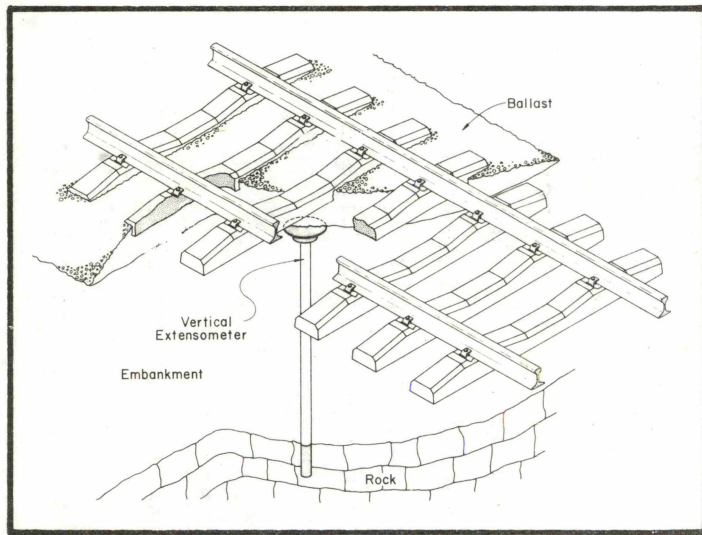 Ballast
Vertical
Extensometer
Embankment
Rock